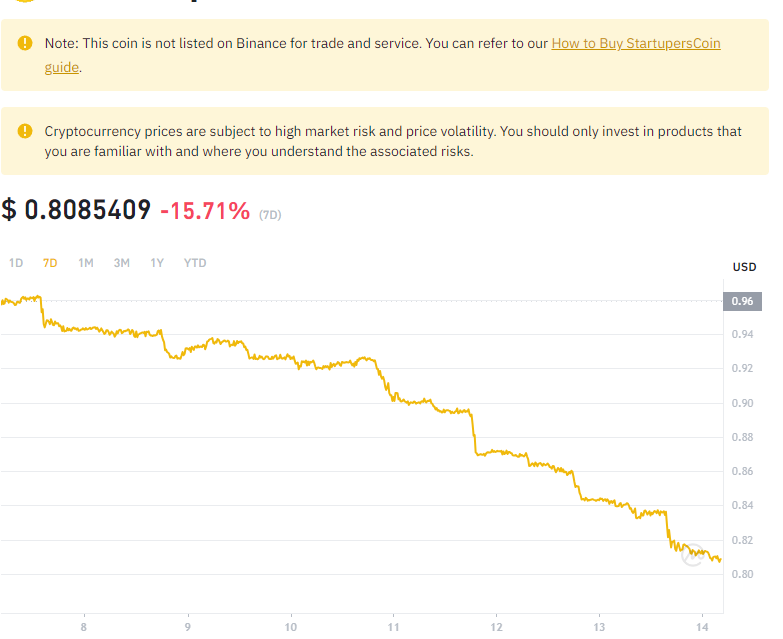 Note: This coin is not listed on Binance for trade and service. You can refer to our How to Buy StartupersCoin
guide.
Cryptocurrency prices are subject to high market risk and price volatility. You should only invest in products that
you are familiar with and where you understand the associated risks.
$ 0.8085409 -15.71% (7D)
1D 7D 1M 3M 1Y YTD
USD
0.96
0.94
0.92
0.90
0.88
0.86
0.84
0.82
0.80
8 9 10 11 12 13 14